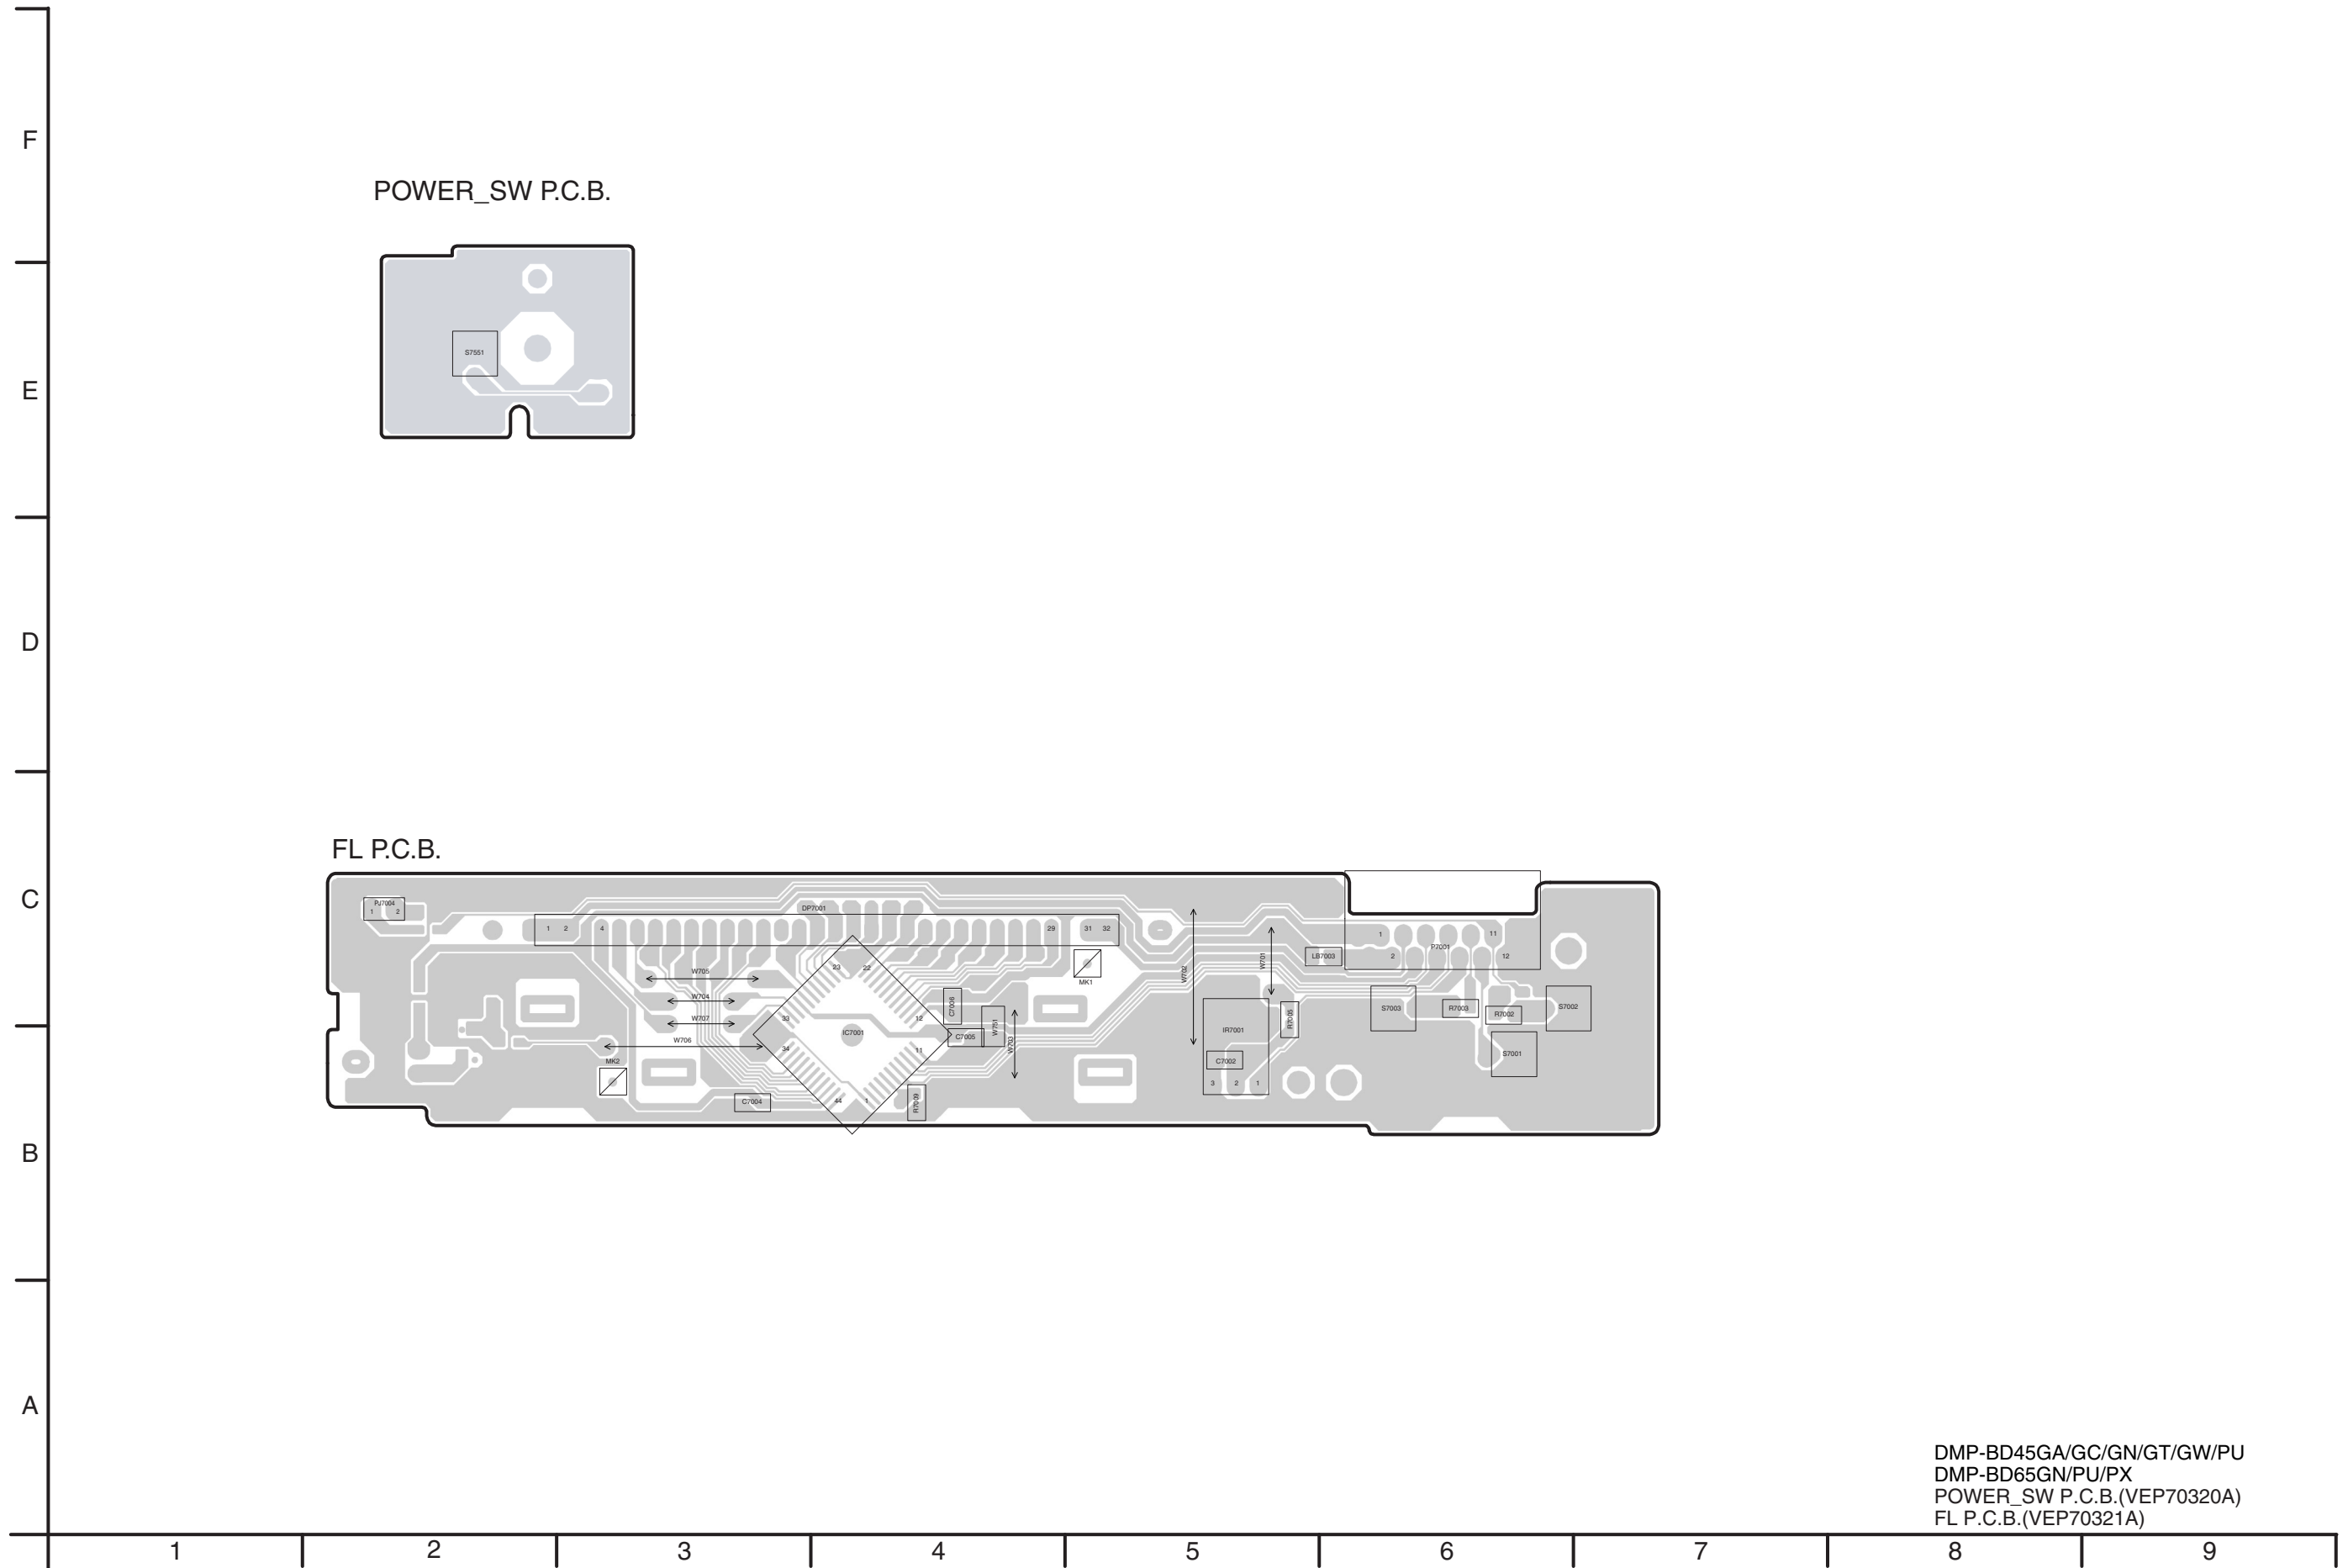 F
POWER_SW P.C.B.
S7551
E
D
FL P.C.B.
C
PJ7004
1 2
DP7001
1 2 4 29 31 32
1 11
P7001
2 12
LB7003
W705
W704
W707
W706
23 22
33 12
IC7001
34 11
44 1
MK1
MK2
W702
W701
C7006
C7005
W751
W703
IR7001
R7005
C7002
3 2 1
S7003
R7003
R7002
S7002
S7001
C7004
R7009
B
A
DMP-BD45GA/GC/GN/GT/GW/PU
DMP-BD65GN/PU/PX
POWER_SW P.C.B.(VEP70320A)
FL P.C.B.(VEP70321A)
1 2 3 4 5 6 7 8 9